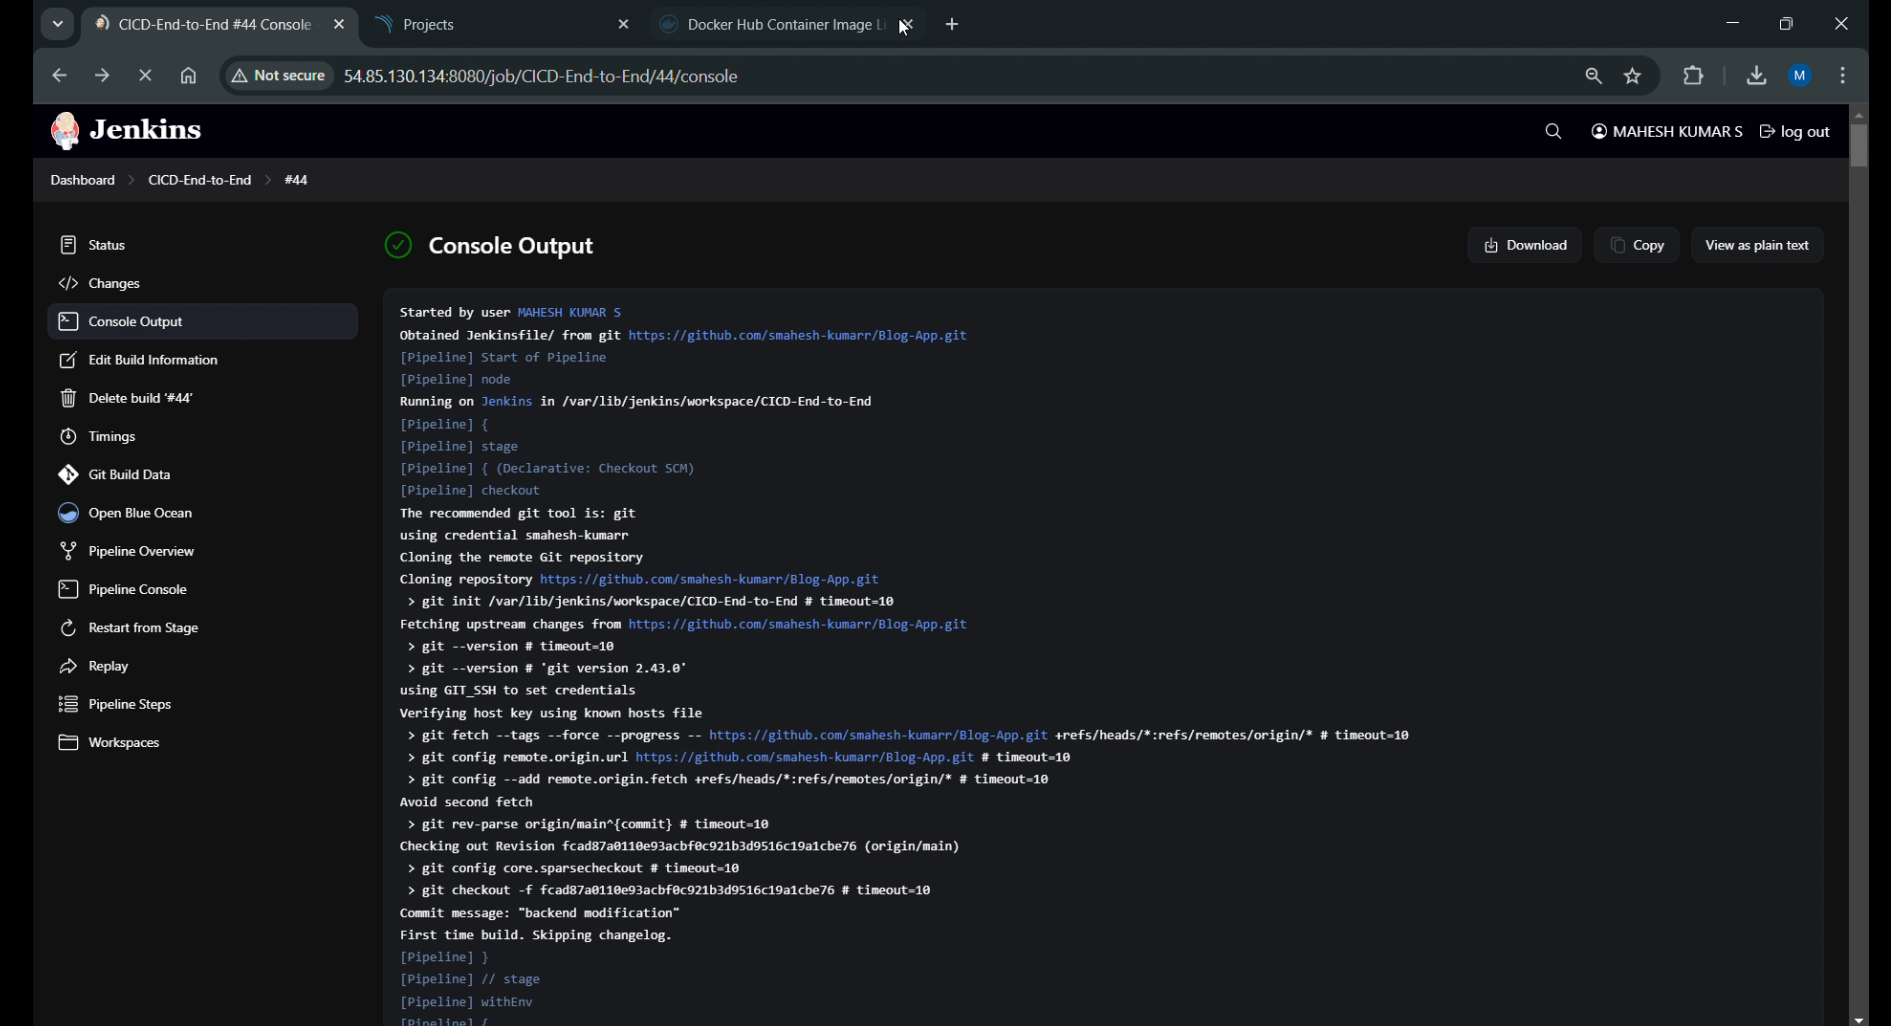 CICD-End-to-End #44 Console
Projects
Docker Hub Container Image Li
Not secure
54.85.130.134:8080/job/CICD-End-to-End/44/console
M
Jenkins
MAHESH KUMAR S
log out
Dashboard
CICD-End-to-End
#44
Status
Changes
Console Output
Edit Build Information
Delete build ‘#44’
Timings
Git Build Data
Open Blue Ocean
Pipeline Overview
Pipeline Console
Restart from Stage
Replay
Pipeline Steps
Workspaces
Console Output
Download
Copy
View as plain text
Started by user MAHESH KUMAR S
Obtained Jenkinsfile/ from git https://github.com/smahesh-kumarr/Blog-App.git
[Pipeline] Start of Pipeline
[Pipeline] node
Running on Jenkins in /var/lib/jenkins/workspace/CICD-End-to-End
[Pipeline] {
[Pipeline] stage
[Pipeline] { (Declarative: Checkout SCM)
[Pipeline] checkout
The recommended git tool is: git
using credential smahesh-kumarr
Cloning the remote Git repository
Cloning repository https://github.com/smahesh-kumarr/Blog-App.git
> git init /var/lib/jenkins/workspace/CICD-End-to-End # timeout=10
Fetching upstream changes from https://github.com/smahesh-kumarr/Blog-App.git
> git --version # timeout=10
> git --version # 'git version 2.43.0'
using GIT_SSH to set credentials
Verifying host key using known hosts file
> git fetch --tags --force --progress -- https://github.com/smahesh-kumarr/Blog-App.git +refs/heads/*:refs/remotes/origin/* # timeout=10
> git config remote.origin.url https://github.com/smahesh-kumarr/Blog-App.git # timeout=10
> git config --add remote.origin.fetch +refs/heads/*:refs/remotes/origin/* # timeout=10
Avoid second fetch
> git rev-parse origin/main^{commit} # timeout=10
Checking out Revision fcad87a0110e93acbf0c921b3d9516c19a1cbe76 (origin/main)
> git config core.sparsecheckout # timeout=10
> git checkout -f fcad87a0110e93acbf0c921b3d9516c19a1cbe76 # timeout=10
Commit message: "backend modification"
First time build. Skipping changelog.
[Pipeline] }
[Pipeline] // stage
[Pipeline] withEnv
[Pipeline] {